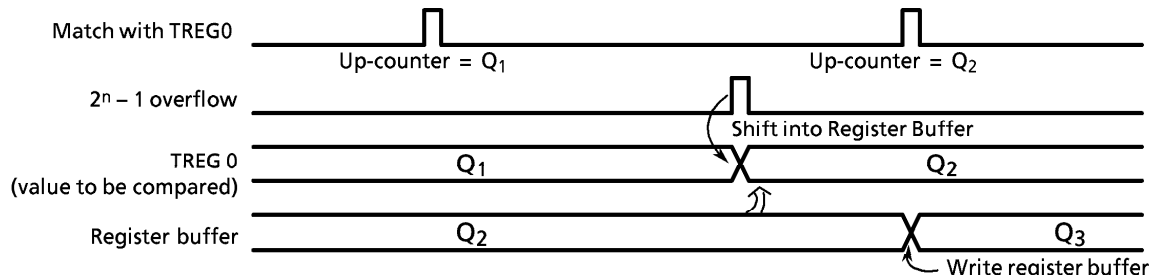 Match with TREG0
Up-counter = Q₁
Up-counter = Q₂
2ⁿ – 1 overflow
Shift into Register Buffer
TREG 0
(value to be compared)
Q₁
Q₂
Register buffer
Q₂
Q₃
Write register buffer